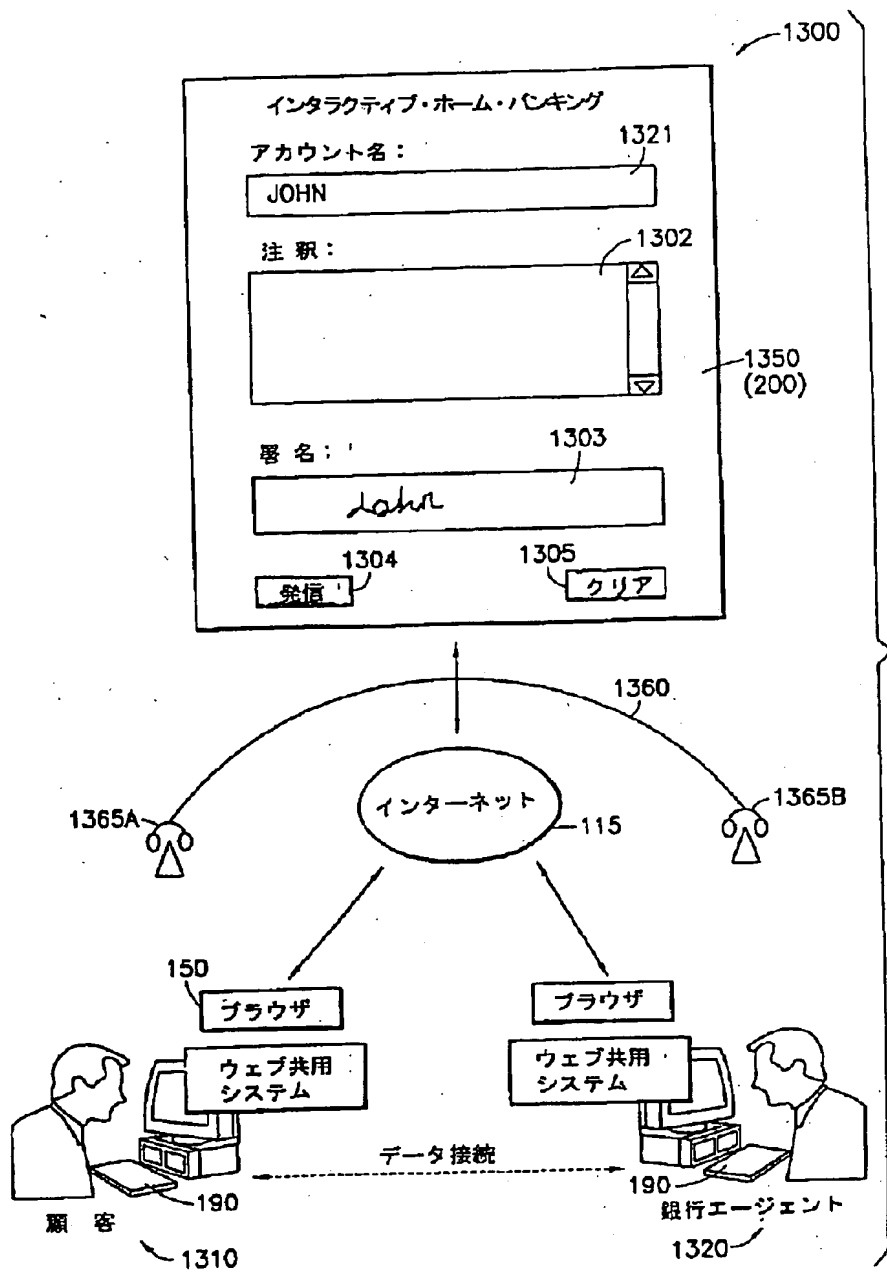 1300
インタラクティブ・ホーム・バンキング
アカウント名：
1321
JOHN
注釈：
1302
1350
(200)
署名：
1303
John
1304
1305
発信
クリア
1360
1365A
インターネット
1365B
115
150
ブラウザ
ブラウザ
ウェブ共用
システム
ウェブ共用
システム
データ接続
190
190
顧客
銀行エージェント
1310
1320